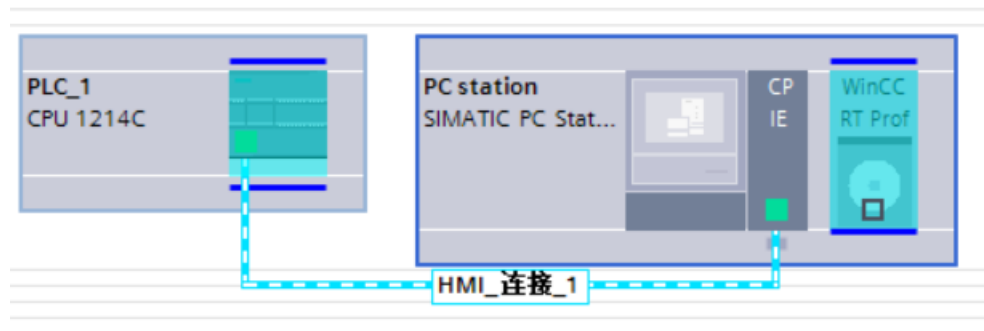 PLC_1
CPU 1214C
PC station
SIMATIC PC Stat...
CP
IE
WinCC
RT Prof
HMI_连接_1